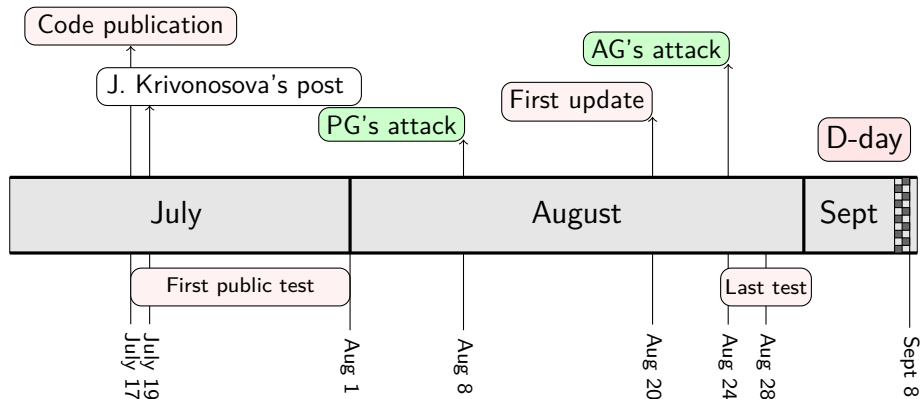 Code publication
AG's attack
J. Krivonosova's post
First update
PG's attack
D-day
July
August
Sept
First public test
Last test
July 17
July 19
Aug 1
Aug 8
Aug 20
Aug 24
Aug 28
Sept 8